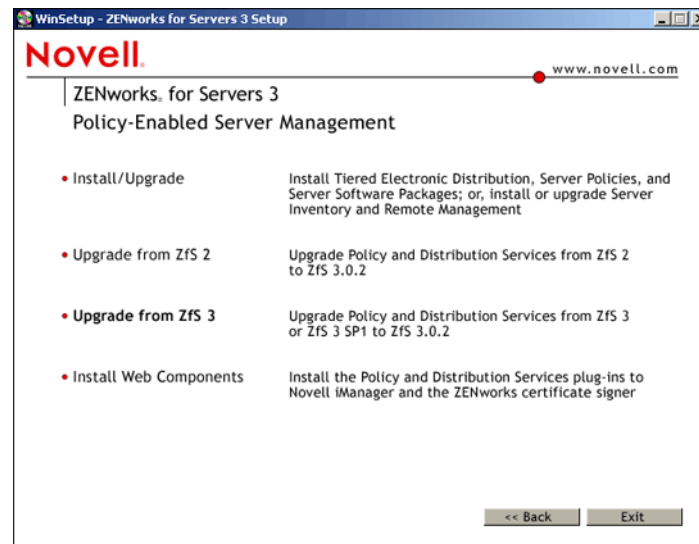 WinSetup - ZENworks for Servers 3 Setup
Novell.
www.novell.com
ZENworks® for Servers 3
Policy-Enabled Server Management
• Install/Upgrade
Install Tiered Electronic Distribution, Server Policies, and
Server Software Packages; or, install or upgrade Server
Inventory and Remote Management
• Upgrade from ZfS 2
Upgrade Policy and Distribution Services from ZfS 2
to ZfS 3.0.2
• Upgrade from ZfS 3
Upgrade Policy and Distribution Services from ZfS 3
or ZfS 3 SP1 to ZfS 3.0.2
• Install Web Components
Install the Policy and Distribution Services plug-ins to
Novell iManager and the ZENworks certificate signer
<< Back
Exit